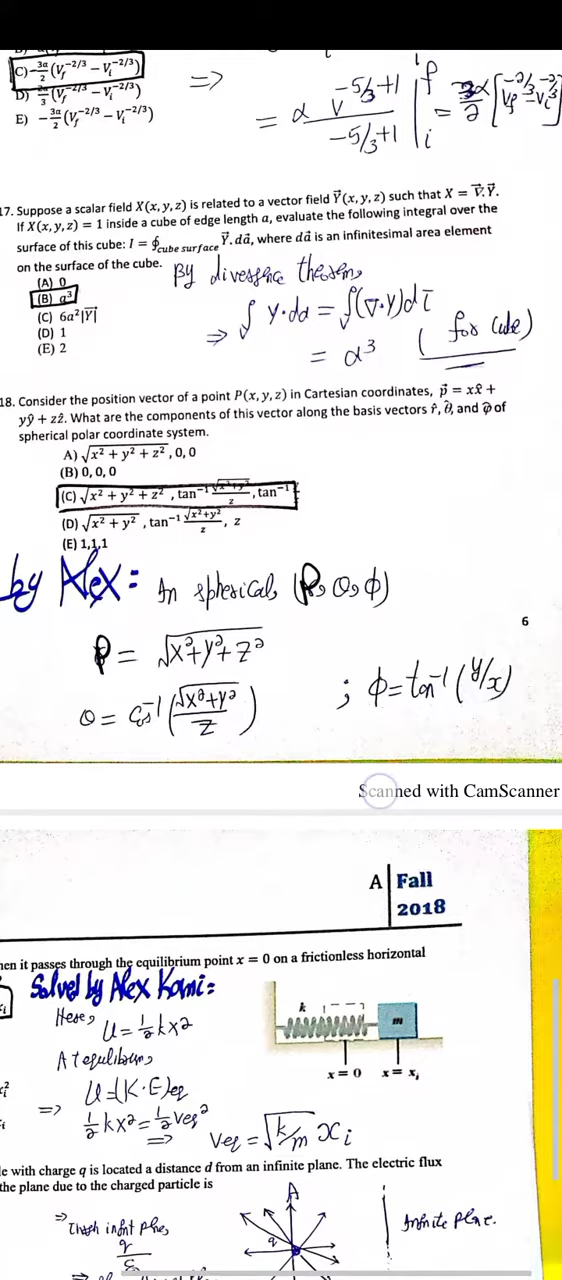 C) -3α/2 (V_f^-2/3 − V_i^-2/3)
D) 2α/3 (V_f^-2/3 − V_i^-2/3)
E) -3α/2 (V_f^-2/3 − V_i^-2/3)
⇒
= α V^-5/3+1 / -5/3+1 |_i^f = 3α/2 [V_f^-2/3 − V_i^-2/3]
17. Suppose a scalar field X(x, y, z) is related to a vector field Y⃗(x, y, z) such that X = ∇⃗.Y⃗.
If X(x, y, z) = 1 inside a cube of edge length a, evaluate the following integral over the
surface of this cube: I = ∮_cube surface Y⃗.da⃗, where da⃗ is an infinitesimal area element
on the surface of the cube.
(A) 0
(B) a³
(C) 6a²|Y⃗|
(D) 1
(E) 2
By
⇒ ∫ Y·da = ∫(∇·Y)dτ
= a³ (for cube)
18. Consider the position vector of a point P(x, y, z) in Cartesian coordinates, p⃗ = xx̂ +
yŷ + zẑ. What are the components of this vector along the basis vectors r̂, θ̂, and φ̂ of
spherical polar coordinate system.
A) √x² + y² + z², 0, 0
(B) 0, 0, 0
(C) √x² + y² + z², tan⁻¹ √x²+y²/z, tan⁻¹
(D) √x² + y², tan⁻¹ √x²+y²/z, z
(E) 1,1,1
by Alex: In spherical, (P, θ, φ)
6
P = √x²+y²+z²
θ = Cos⁻¹(√x²+y²/z) ; φ = tan⁻¹(y/x)
Scanned with CamScanner
A Fall
2018
hen it passes through the equilibrium point x = 0 on a frictionless horizontal
Solved by Alex Komi:
Here, U = ½kx²
k
m
x = 0 x = x_i
At
U = (K.E)eq
⇒ ½kx² = ½Veq²
⇒ Veq = √k/m x_i
le with charge q is located a distance d from an infinite plane. The electric flux
the plane due to the charged particle is
⇒
q
q
Infinite plane.